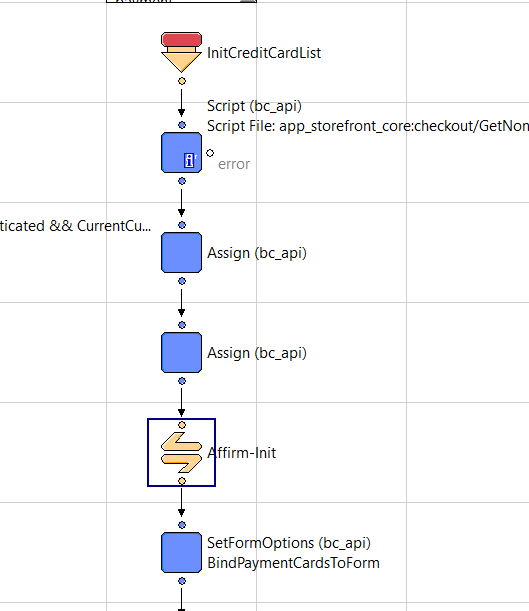 InitCreditCardList
Script (bc_api)
Script File: app_storefront_core:checkout/GetNon
i
error
ticated && CurrentCu...
Assign (bc_api)
Assign (bc_api)
Affirm-Init
SetFormOptions (bc_api)
BindPaymentCardsToForm